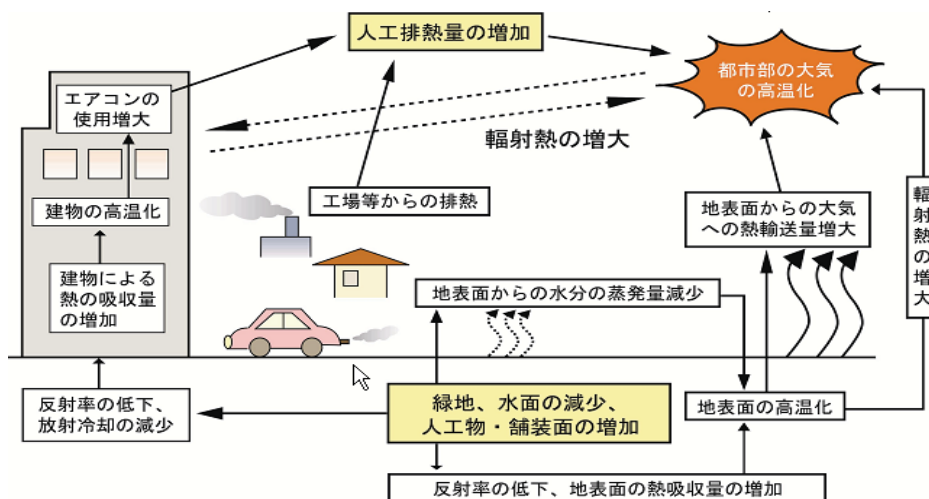 人工排熱量の増加
都市部の大気
の高温化
エアコンの
使用増大
輻射熱の増大
建物の高温化
工場等からの排熱
地表面からの大気
への熱輸送量増大
輻射熱の増大
建物による
熱の吸収量
の増加
地表面からの水分の蒸発量減少
反射率の低下、
放射冷却の減少
緑地、水面の減少、
人工物・舗装面の増加
地表面の高温化
反射率の低下、地表面の熱吸収量の増加